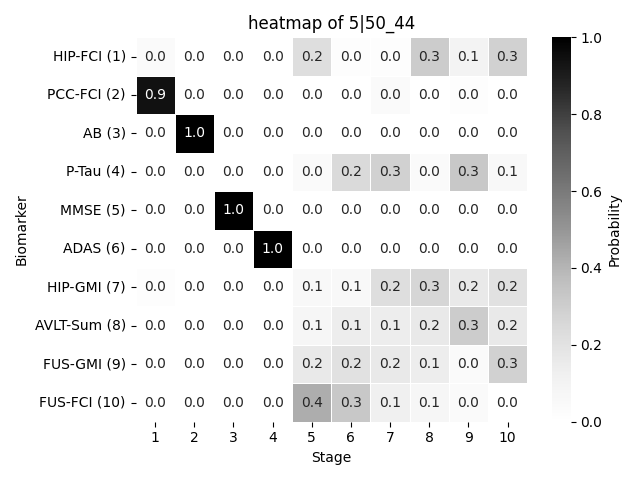 heatmap of 5|50_44
HIP-FCI (1) 0.0 0.0 0.0 0.0 0.2 0.0 0.0 0.3 0.1 0.3
PCC-FCI (2) 0.9 0.0 0.0 0.0 0.0 0.0 0.0 0.0 0.0 0.0
AB (3) 0.0 1.0 0.0 0.0 0.0 0.0 0.0 0.0 0.0 0.0
P-Tau (4) 0.0 0.0 0.0 0.0 0.0 0.2 0.3 0.0 0.3 0.1
MMSE (5) 0.0 0.0 1.0 0.0 0.0 0.0 0.0 0.0 0.0 0.0
ADAS (6) 0.0 0.0 0.0 1.0 0.0 0.0 0.0 0.0 0.0 0.0
HIP-GMI (7) 0.0 0.0 0.0 0.0 0.1 0.1 0.2 0.3 0.2 0.2
AVLT-Sum (8) 0.0 0.0 0.0 0.0 0.1 0.1 0.1 0.2 0.3 0.2
FUS-GMI (9) 0.0 0.0 0.0 0.0 0.2 0.2 0.2 0.1 0.0 0.3
FUS-FCI (10) 0.0 0.0 0.0 0.0 0.4 0.3 0.1 0.1 0.0 0.0
1 2 3 4 5 6 7 8 9 10
Stage
Biomarker
1.0
0.8
0.6
0.4
0.2
0.0
Probability